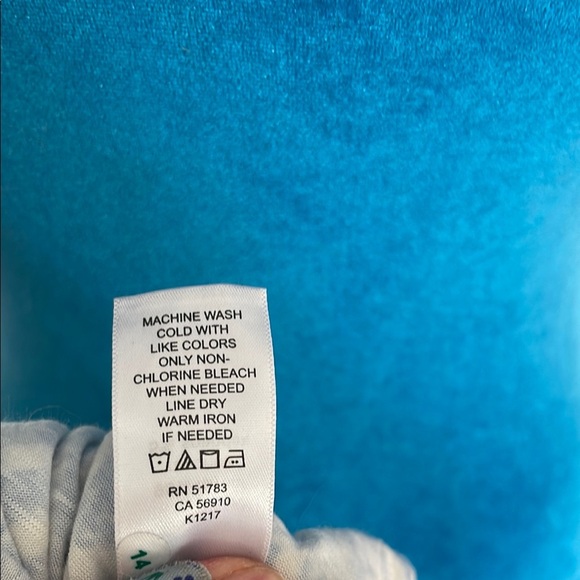 MACHINE WASH
COLD WITH
LIKE COLORS
ONLY NON-
CHLORINE BLEACH
WHEN NEEDED
LINE DRY
WARM IRON
IF NEEDED
RN 51783
CA 56910
K1217
14